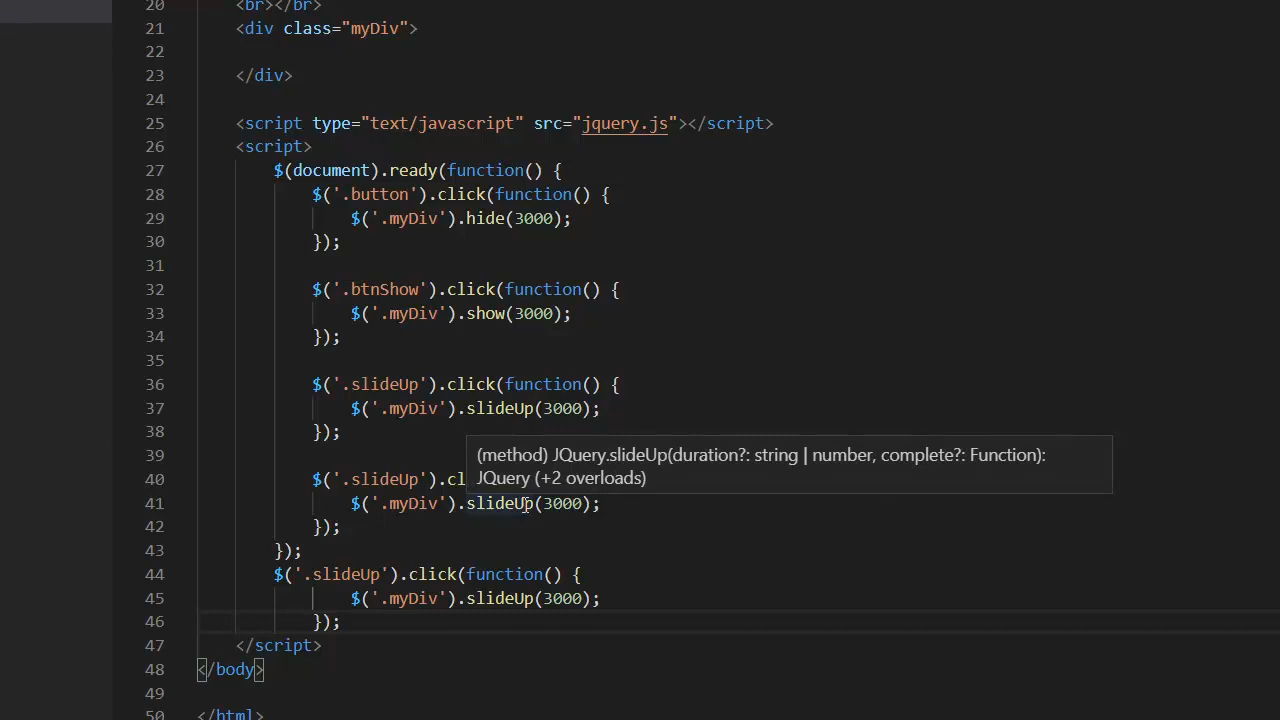 20 <br></br>
21 <div class="myDiv">
22
23 </div>
24
25 <script type="text/javascript" src="jquery.js"></script>
26 <script>
27 $(document).ready(function() {
28 $('.button').click(function() {
29 $('.myDiv').hide(3000);
30 });
31
32 $('.btnShow').click(function() {
33 $('.myDiv').show(3000);
34 });
35
36 $('.slideUp').click(function() {
37 $('.myDiv').slideUp(3000);
38 });
39 (method) JQuery.slideUp(duration?: string | number, complete?: Function):
JQuery (+2 overloads)
40 $('.slideUp').cl
41 $('.myDiv').slideUp(3000);
42 });
43 });
44 $('.slideUp').click(function() {
45 $('.myDiv').slideUp(3000);
46 });
47 </script>
48 </body>
49
50 </html>